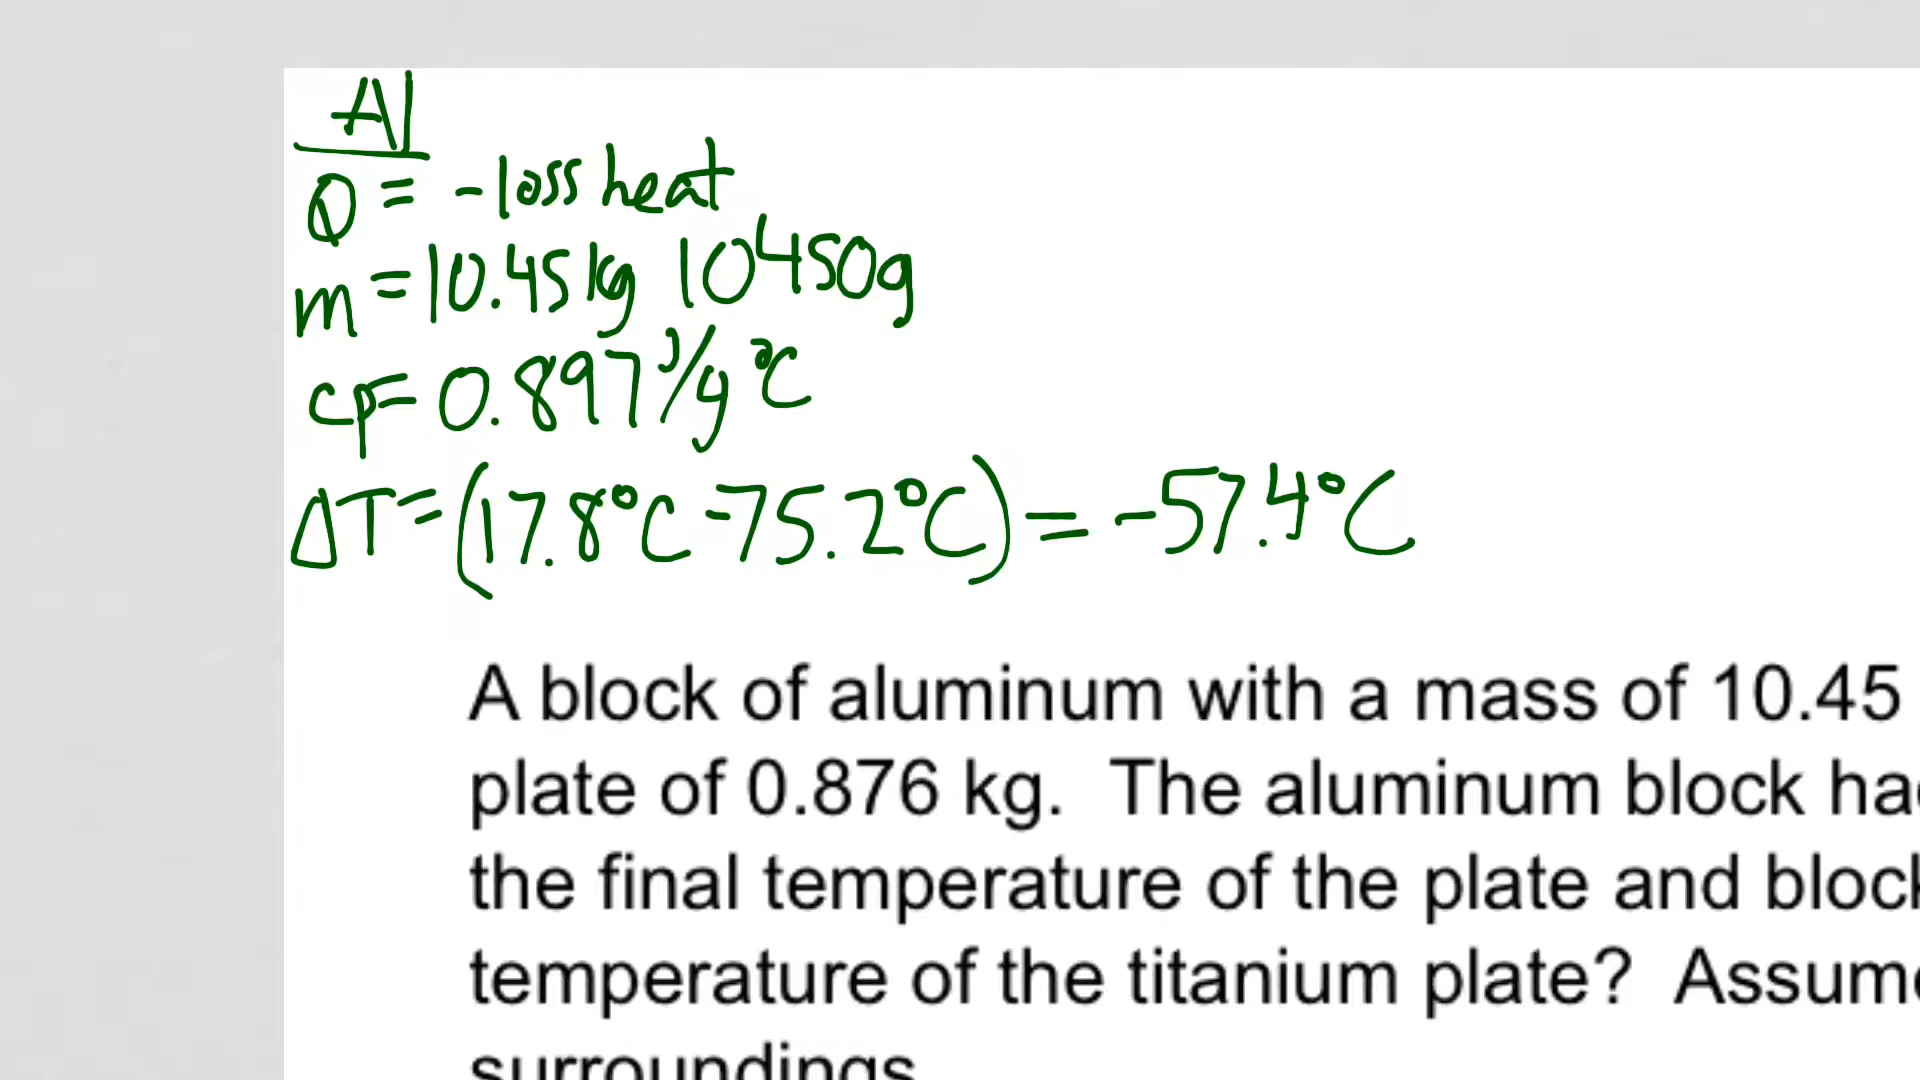 Al
Q = - loss heat
m = 10.45 kg 10450g
cp = 0.897 J/g°C
ΔT = (17.8°C - 75.2°C) = -57.4°C
A block of aluminum with a mass of 10.45
plate of 0.876 kg. The aluminum block ha
the final temperature of the plate and bloc
temperature of the titanium plate? Assum
surroundings